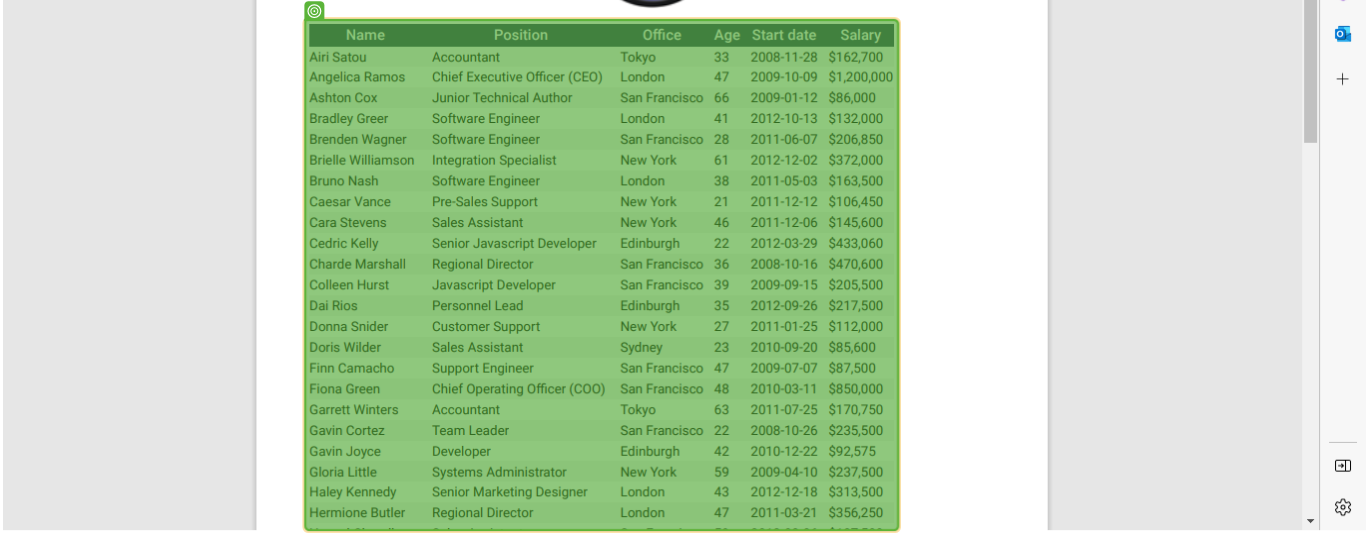 Name Position Office Age Start date Salary
Airi Satou Accountant Tokyo 33 2008-11-28 $162,700
Angelica Ramos Chief Executive Officer (CEO) London 47 2009-10-09 $1,200,000
Ashton Cox Junior Technical Author San Francisco 66 2009-01-12 $86,000
Bradley Greer Software Engineer London 41 2012-10-13 $132,000
Brenden Wagner Software Engineer San Francisco 28 2011-06-07 $206,850
Brielle Williamson Integration Specialist New York 61 2012-12-02 $372,000
Bruno Nash Software Engineer London 38 2011-05-03 $163,500
Caesar Vance Pre-Sales Support New York 21 2011-12-12 $106,450
Cara Stevens Sales Assistant New York 46 2011-12-06 $145,600
Cedric Kelly Senior Javascript Developer Edinburgh 22 2012-03-29 $433,060
Charde Marshall Regional Director San Francisco 36 2008-10-16 $470,600
Colleen Hurst Javascript Developer San Francisco 39 2009-09-15 $205,500
Dai Rios Personnel Lead Edinburgh 35 2012-09-26 $217,500
Donna Snider Customer Support New York 27 2011-01-25 $112,000
Doris Wilder Sales Assistant Sydney 23 2010-09-20 $85,600
Finn Camacho Support Engineer San Francisco 47 2009-07-07 $87,500
Fiona Green Chief Operating Officer (COO) San Francisco 48 2010-03-11 $850,000
Garrett Winters Accountant Tokyo 63 2011-07-25 $170,750
Gavin Cortez Team Leader San Francisco 22 2008-10-26 $235,500
Gavin Joyce Developer Edinburgh 42 2010-12-22 $92,575
Gloria Little Systems Administrator New York 59 2009-04-10 $237,500
Haley Kennedy Senior Marketing Designer London 43 2012-12-18 $313,500
Hermione Butler Regional Director London 47 2011-03-21 $356,250